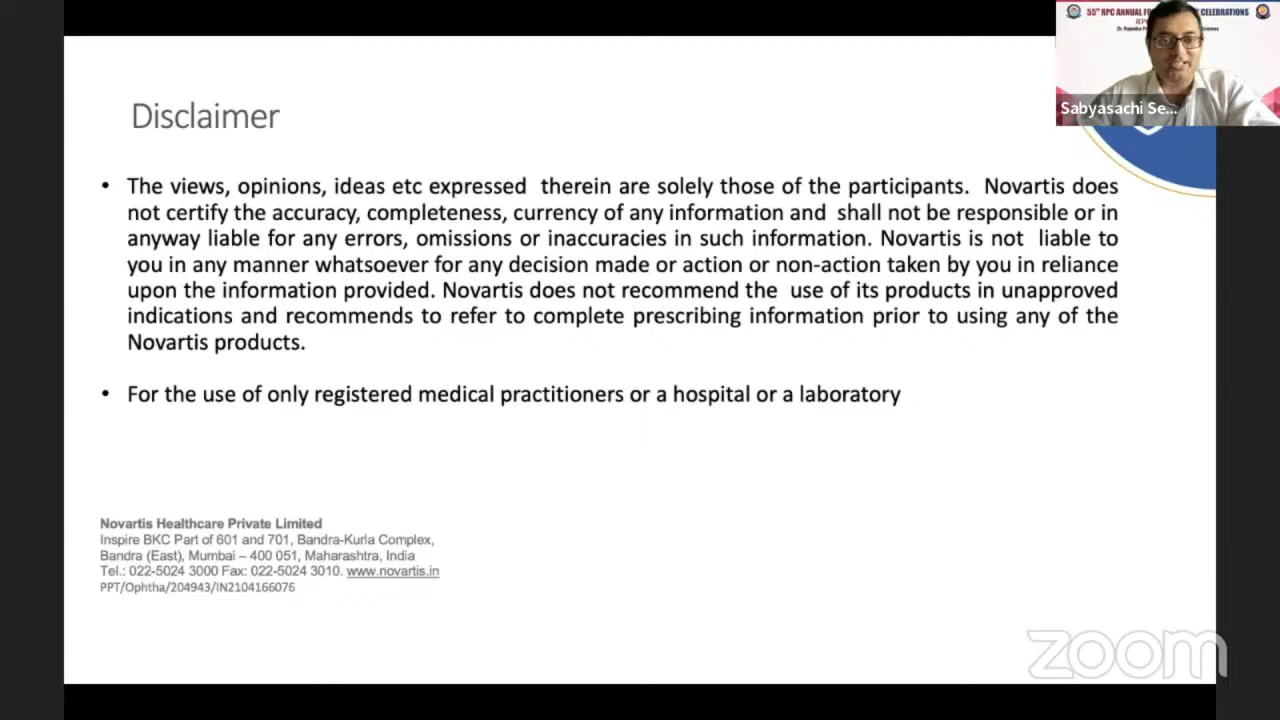 55th RPC ANNUAL FO CELEBRATIONS
Disclaimer
Sabyasachi Se...
• The views, opinions, ideas etc expressed therein are solely those of the participants. Novartis does
not certify the accuracy, completeness, currency of any information and shall not be responsible or in
anyway liable for any errors, omissions or inaccuracies in such information. Novartis is not liable to
you in any manner whatsoever for any decision made or action or non-action taken by you in reliance
upon the information provided. Novartis does not recommend the use of its products in unapproved
indications and recommends to refer to complete prescribing information prior to using any of the
Novartis products.
• For the use of only registered medical practitioners or a hospital or a laboratory
Novartis Healthcare Private Limited
Inspire BKC Part of 601 and 701, Bandra-Kurla Complex,
Bandra (East), Mumbai – 400 051, Maharashtra, India
Tel.: 022-5024 3000 Fax: 022-5024 3010. www.novartis.in
PPT/Ophtha/204943/IN2104166076
zoom